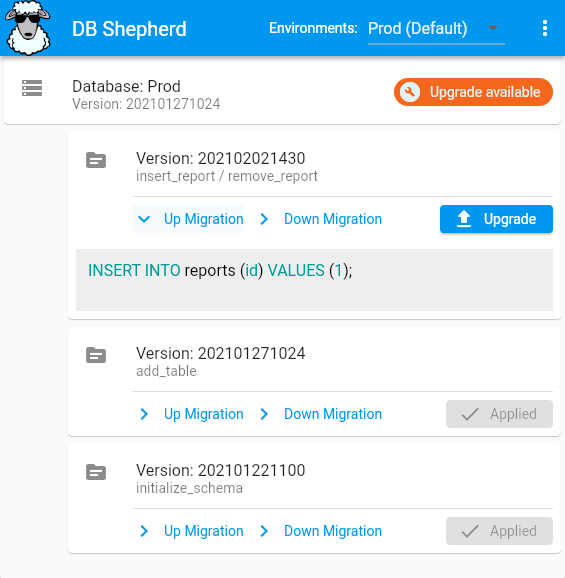 DB Shepherd
Environments: Prod (Default)
Database: Prod
Version: 202101271024
Upgrade available
Version: 202102021430
insert_report / remove_report
Up Migration Down Migration Upgrade
INSERT INTO reports (id) VALUES (1);
Version: 202101271024
add_table
Up Migration Down Migration Applied
Version: 202101221100
initialize_schema
Up Migration Down Migration Applied